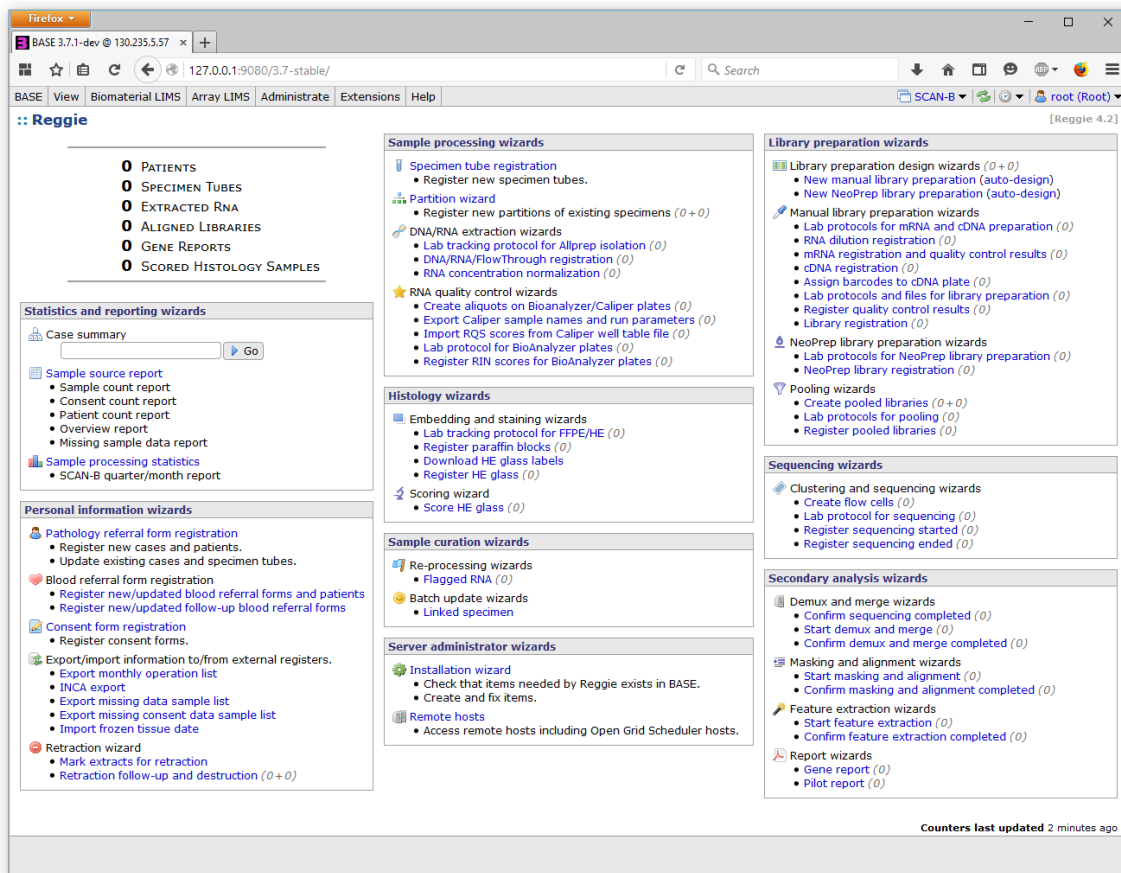 Firefox
BASE 3.7.1-dev @ 130.235.5.57
127.0.0.1:9080/3.7-stable/
Search
ABP
BASE View Biomaterial LIMS Array LIMS Administrate Extensions Help
SCAN-B
root (Root)
:: Reggie
[Reggie 4.2]
0 Patients
0 Specimen Tubes
0 Extracted Rna
0 Aligned Libraries
0 Gene Reports
0 Scored Histology Samples
Statistics and reporting wizards
Case summary
Go
Sample source report
• Sample count report
• Consent count report
• Patient count report
• Overview report
• Missing sample data report
Sample processing statistics
• SCAN-B quarter/month report
Personal information wizards
Pathology referral form registration
• Register new cases and patients.
• Update existing cases and specimen tubes.
Blood referral form registration
• Register new/updated blood referral forms and patients
• Register new/updated follow-up blood referral forms
Consent form registration
• Register consent forms.
Export/import information to/from external registers.
• Export monthly operation list
• INCA export
• Export missing data sample list
• Export missing consent data sample list
• Import frozen tissue date
Retraction wizard
• Mark extracts for retraction
• Retraction follow-up and destruction (0+0)
Sample processing wizards
Specimen tube registration
• Register new specimen tubes.
Partition wizard
• Register new partitions of existing specimens (0+0)
DNA/RNA extraction wizards
• Lab tracking protocol for Allprep isolation (0)
• DNA/RNA/FlowThrough registration (0)
• RNA concentration normalization (0)
RNA quality control wizards
• Create aliquots on Bioanalyzer/Caliper plates (0)
• Export Caliper sample names and run parameters (0)
• Import RQS scores from Caliper well table file (0)
• Lab protocol for BioAnalyzer plates (0)
• Register RIN scores for BioAnalyzer plates (0)
Histology wizards
Embedding and staining wizards
• Lab tracking protocol for FFPE/HE (0)
• Register paraffin blocks (0)
• Download HE glass labels
• Register HE glass (0)
Scoring wizard
• Score HE glass (0)
Sample curation wizards
Re-processing wizards
• Flagged RNA (0)
Batch update wizards
• Linked specimen
Server administrator wizards
Installation wizard
• Check that items needed by Reggie exists in BASE.
• Create and fix items.
Remote hosts
• Access remote hosts including Open Grid Scheduler hosts.
Library preparation wizards
Library preparation design wizards (0+0)
• New manual library preparation (auto-design)
• New NeoPrep library preparation (auto-design)
Manual library preparation wizards
• Lab protocols for mRNA and cDNA preparation (0)
• RNA dilution registration (0)
• mRNA registration and quality control results (0)
• cDNA registration (0)
• Assign barcodes to cDNA plate (0)
• Lab protocols and files for library preparation (0)
• Register quality control results (0)
• Library registration (0)
NeoPrep library preparation wizards
• Lab protocols for NeoPrep library preparation (0)
• NeoPrep library registration (0)
Pooling wizards
• Create pooled libraries (0+0)
• Lab protocols for pooling (0)
• Register pooled libraries (0)
Sequencing wizards
Clustering and sequencing wizards
• Create flow cells (0)
• Lab protocol for sequencing (0)
• Register sequencing started (0)
• Register sequencing ended (0)
Secondary analysis wizards
Demux and merge wizards
• Confirm sequencing completed (0)
• Start demux and merge (0)
• Confirm demux and merge completed (0)
Masking and alignment wizards
• Start masking and alignment (0)
• Confirm masking and alignment completed (0)
Feature extraction wizards
• Start feature extraction (0)
• Confirm feature extraction completed (0)
Report wizards
• Gene report (0)
• Pilot report (0)
Counters last updated 2 minutes ago